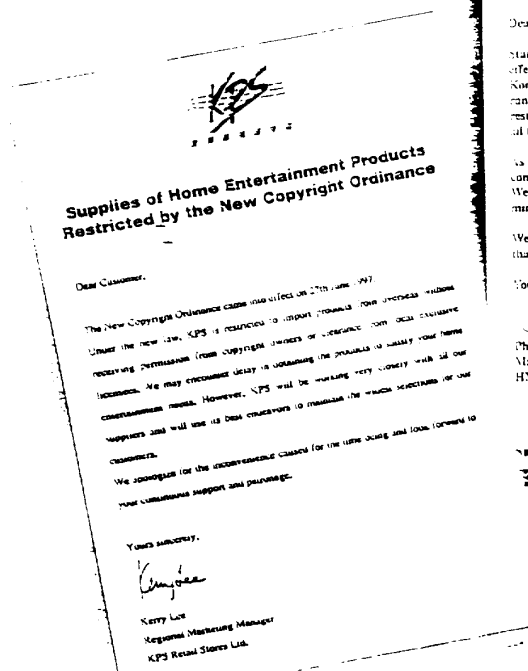 KPS
Supplies of Home Entertainment Products
Restricted by the New Copyright Ordinance
Dear Customer,
The New Copyright Ordinance came into effect on 27th June 1997.
Under the new law, KPS is restricted to import products from overseas without
receiving permission from copyright owners or clearance from local exclusive
licensees. We may encounter delay in obtaining the products to satisfy your home
entertainment needs. However, KPS will be working very closely with all our
suppliers and will use its best endeavors to maintain the widest selections for our
customers.
We apologize for the inconvenience caused for the time being and look forward to
your continuous support and patronage.
Yours sincerely,
Kerry Lee
Kerry Lee
Regional Marketing Manager
KPS Retail Stores Ltd.
We
We